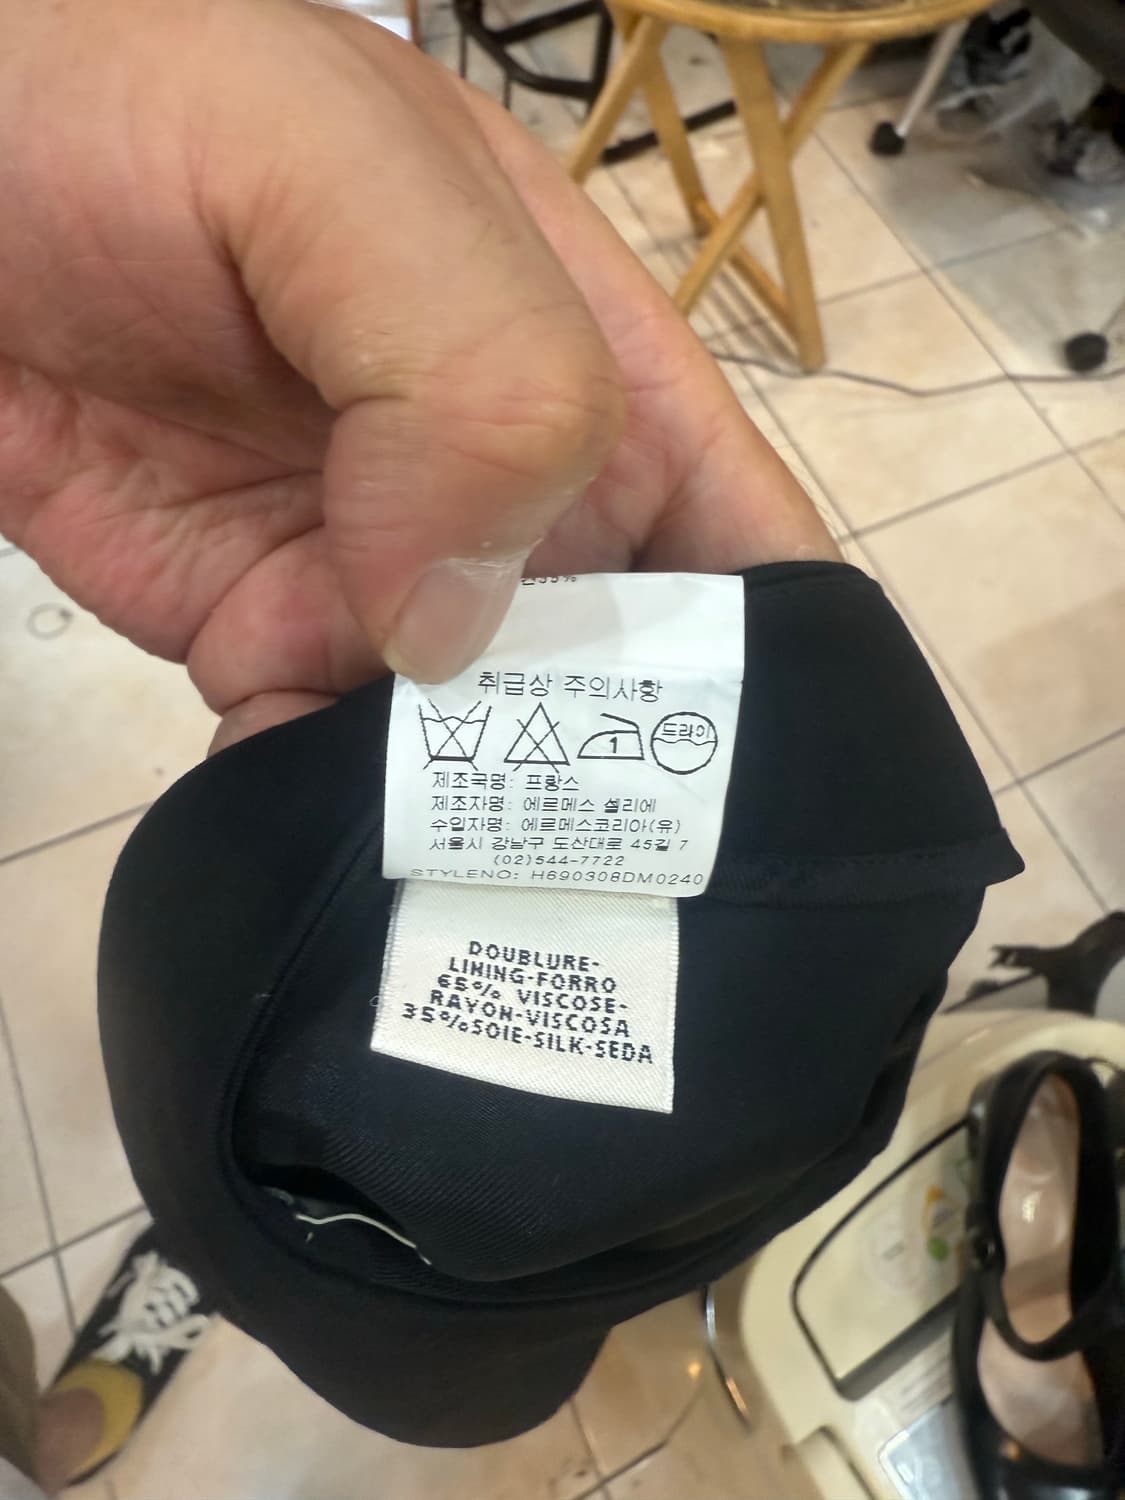 35%
취급상 주의사항
드라이
1
제조국명: 프랑스
제조자명: 에르메스 셀리에
수입자명: 에르메스코리아(유)
서울시 강남구 도산대로 45길 7
(02)544-7722
STYLENO: H690308DM0240
DOUBLURE-
LINING-FORRO
65% VISCOSE-
RAYON-VISCOSA
35%SOIE-SILK-SEDA